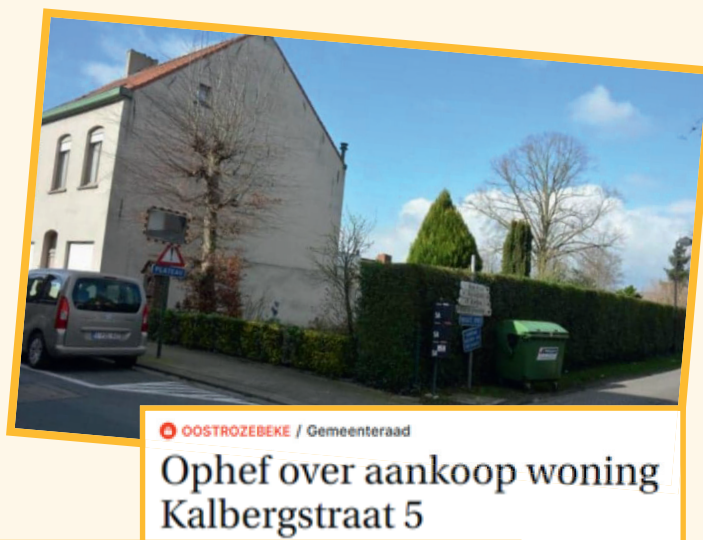 PLATEAU
OOSTROZEBEKE / Gemeenteraad
Ophef over aankoop woning
Kalbergstraat 5